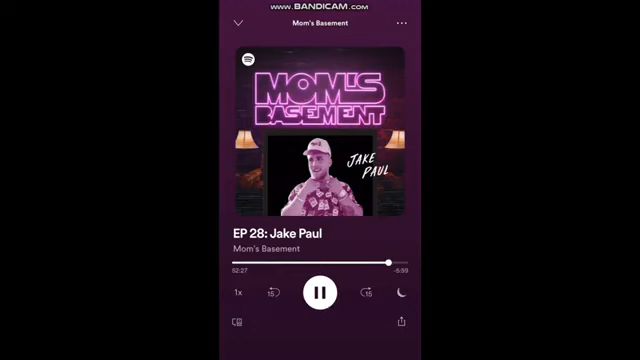 WWW.BANDICAM.COM
Mom's Basement
MOM'S
BASEMENT
JAKE
PAUL
EP 28: Jake Paul
Mom's Basement
52:27
-5:59
1x
15
15